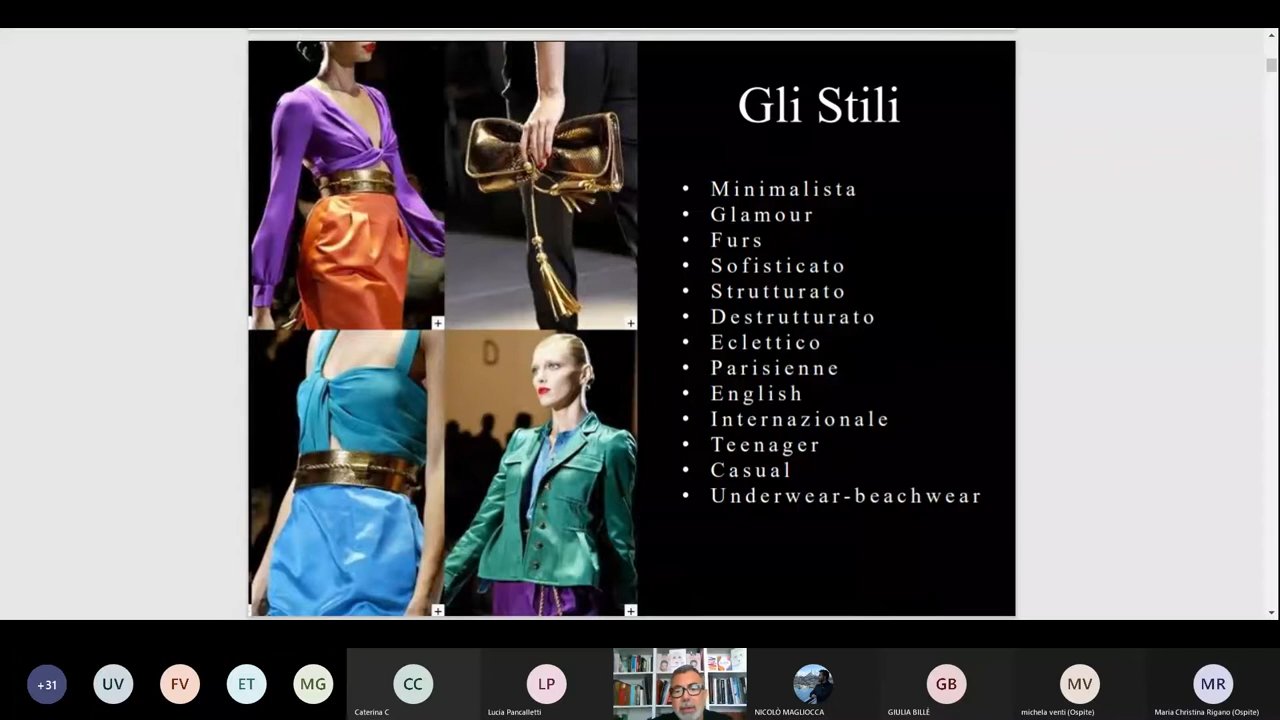 Gli Stili
• Minimalista
• Glamour
• Furs
• Sofisticato
• Strutturato
• Destrutturato
• Eclettico
• Parisienne
• English
• Internazionale
• Teenager
• Casual
• Underwear-beachwear
D
+31
UV
FV
ET
MG
CC
LP
GB
MV
MR
Caterina C
Lucia Pancalletti
NICOLÒ MAGLIOCCA
GIULIA BILLÈ
michela venti (Ospite)
Maria Christina Rigano (Ospite)